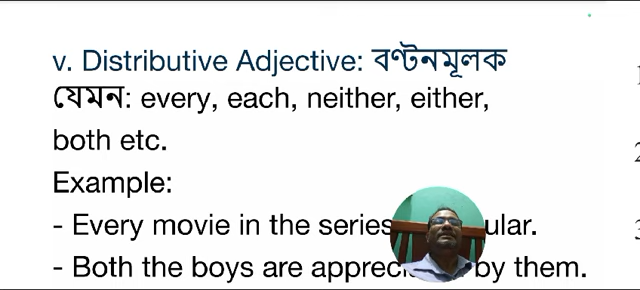 v. Distributive Adjective: বণ্টনমূলক
যেমন: every, each, neither, either,
both etc.
Example:
- Every movie in the series ular.
- Both the boys are apprec by them.